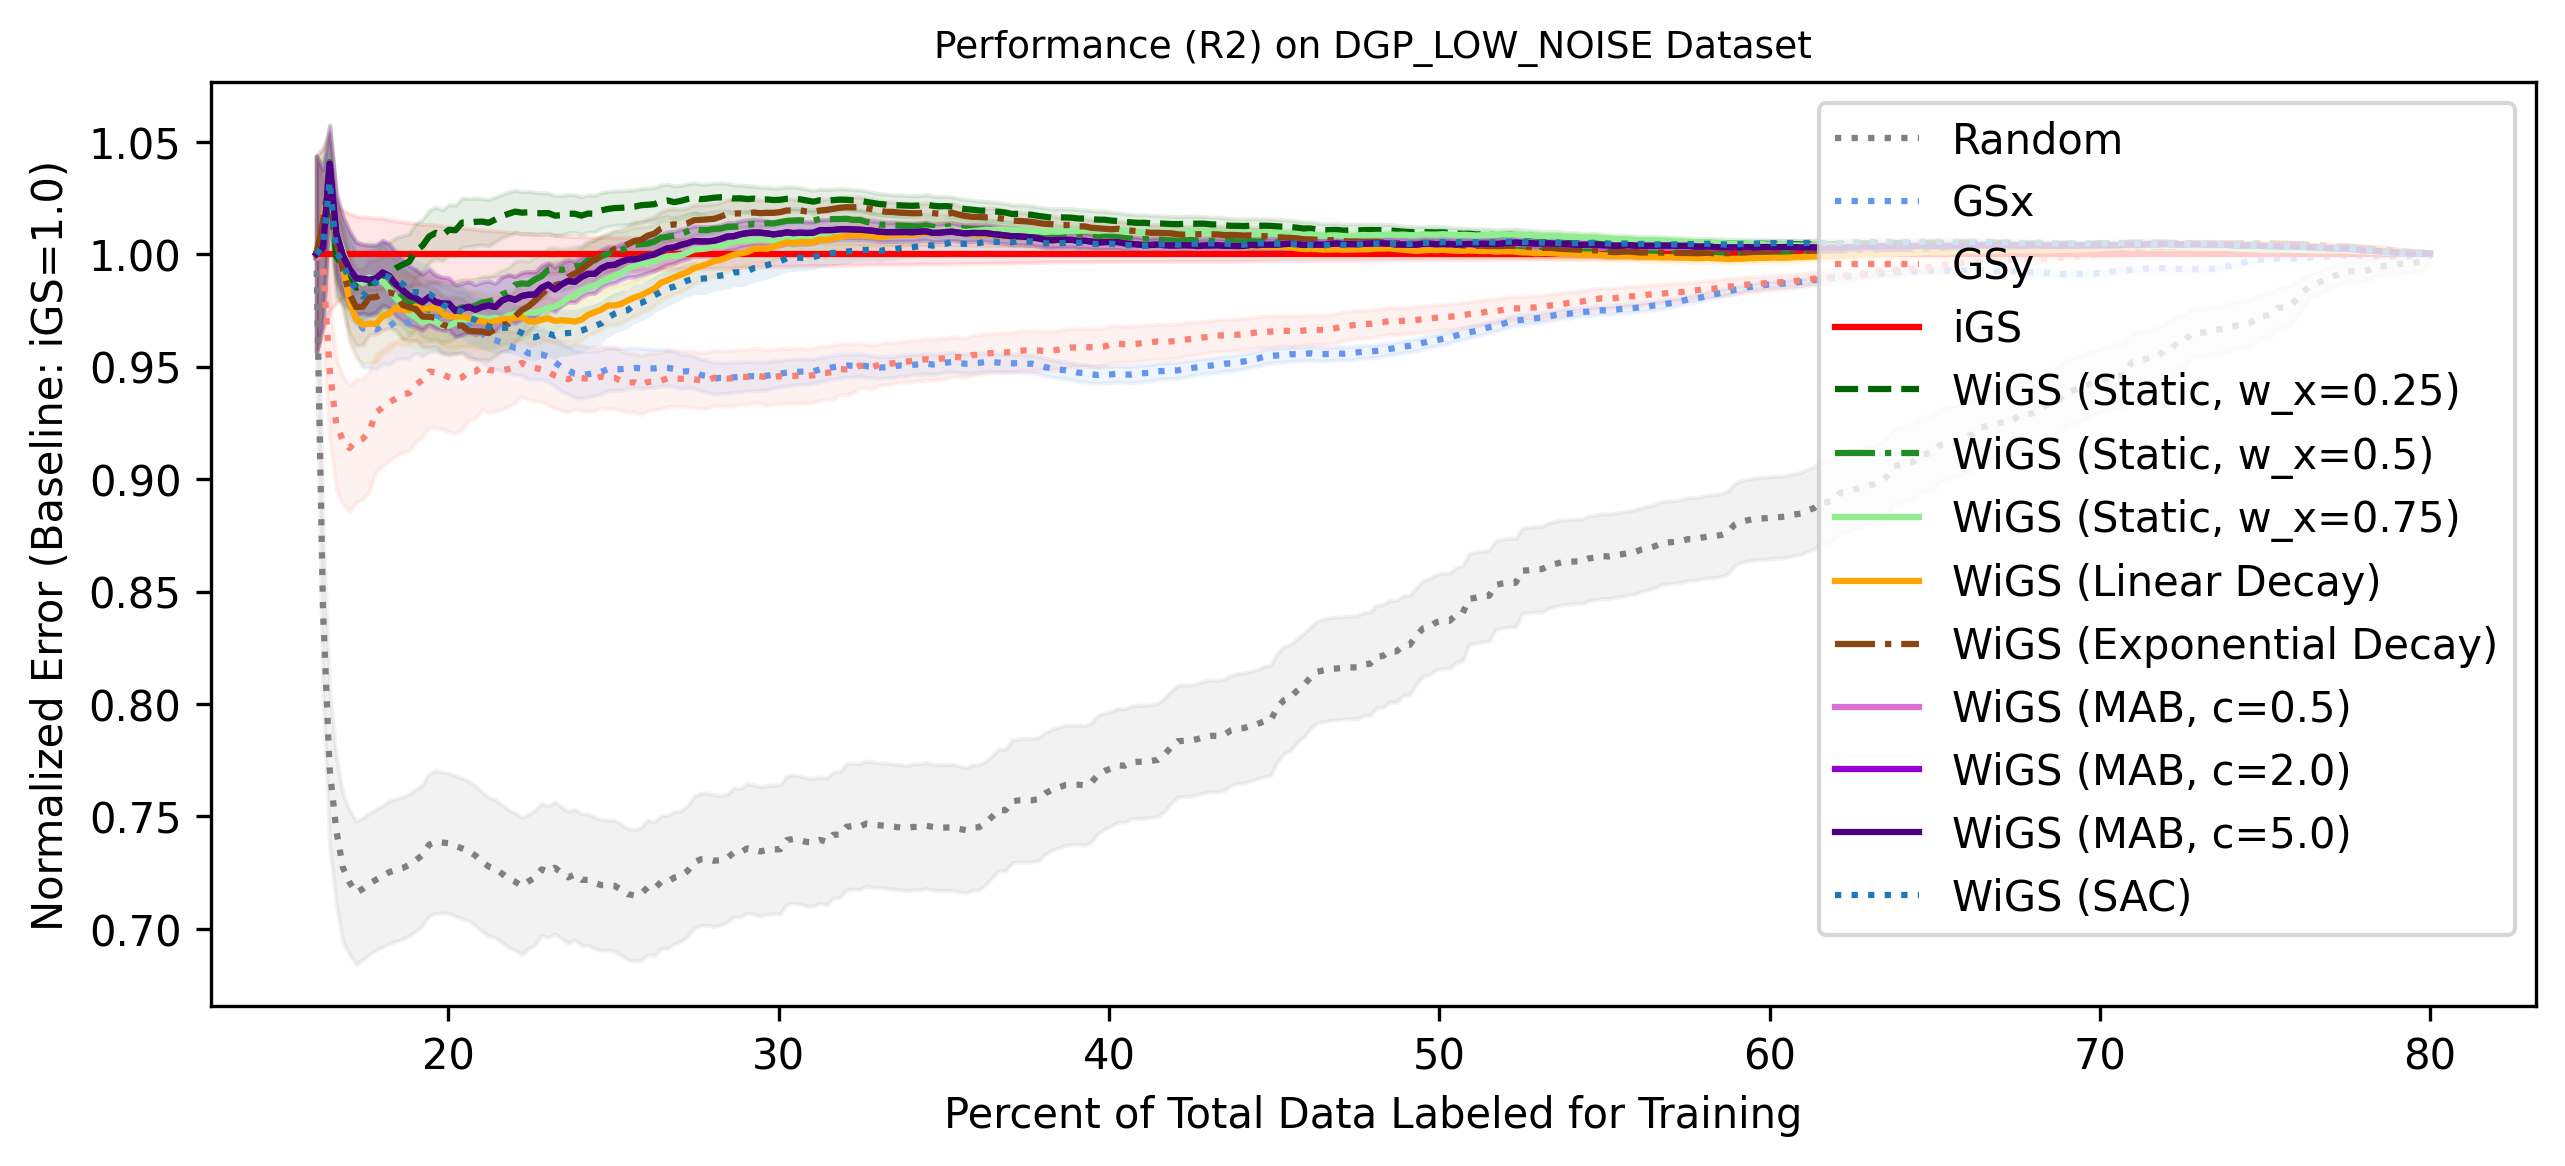 Performance (R2) on DGP_LOW_NOISE Dataset
Normalized Error (Baseline: iGS=1.0)
1.05
1.00
0.95
0.90
0.85
0.80
0.75
0.70
Random
GSx
GSy
iGS
WiGS (Static, w_x=0.25)
WiGS (Static, w_x=0.5)
WiGS (Static, w_x=0.75)
WiGS (Linear Decay)
WiGS (Exponential Decay)
WiGS (MAB, c=0.5)
WiGS (MAB, c=2.0)
WiGS (MAB, c=5.0)
WiGS (SAC)
20 30 40 50 60 70 80
Percent of Total Data Labeled for Training